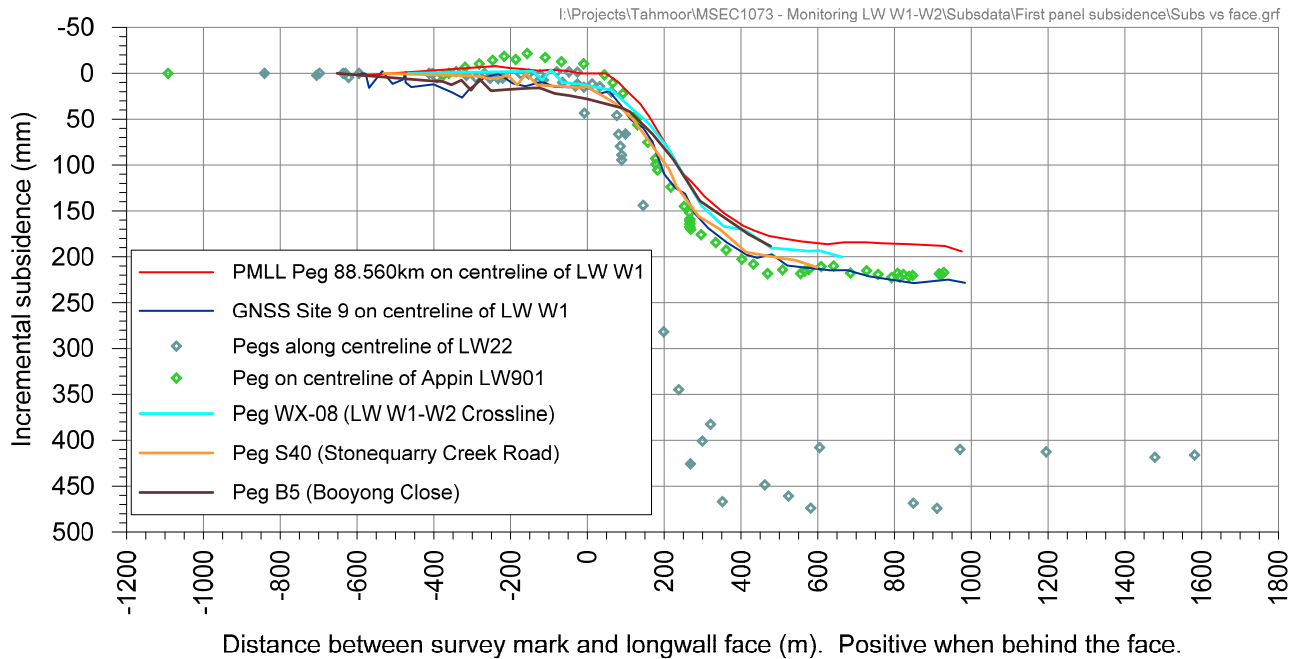 I:\Projects\Tahmoor\MSEC1073 - Monitoring LW W1-W2\Subsdata\First panel subsidence\Subs vs face.grf
Incremental subsidence (mm)
-50
0
50
100
150
200
250
300
350
400
450
500
PMLL Peg 88.560km on centreline of LW W1
GNSS Site 9 on centreline of LW W1
Pegs along centreline of LW22
Peg on centreline of Appin LW901
Peg WX-08 (LW W1-W2 Crossline)
Peg S40 (Stonequarry Creek Road)
Peg B5 (Booyong Close)
-1200 -1000 -800 -600 -400 -200 0 200 400 600 800 1000 1200 1400 1600 1800
Distance between survey mark and longwall face (m).  Positive when behind the face.